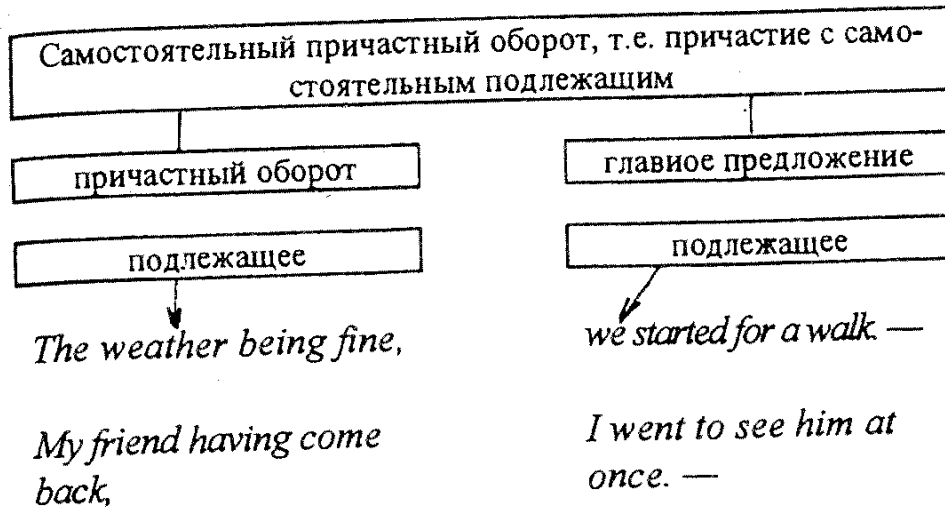 Самостоятельный причастный оборот, т.е. причастие с само-
стоятельным подлежащим
причастный оборот
главное предложение
подлежащее
подлежащее
The weather being fine,
we started for a walk. —
My friend having come
back,
I went to see him at
once. —